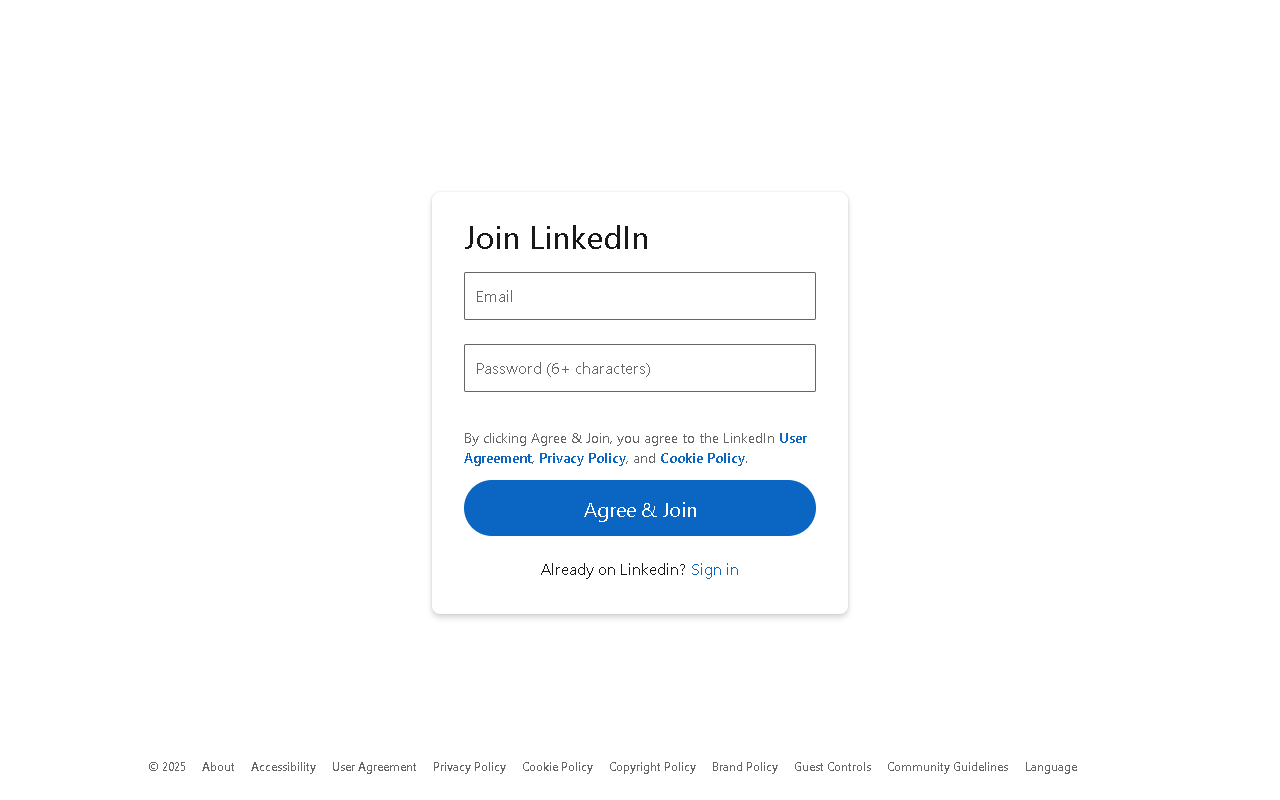 Join LinkedIn
Email
Password (6+ characters)
By clicking Agree & Join, you agree to the LinkedIn User
Agreement, Privacy Policy, and Cookie Policy.
Agree & Join
Already on Linkedin? Sign in
© 2025 About Accessibility User Agreement Privacy Policy Cookie Policy Copyright Policy Brand Policy Guest Controls Community Guidelines Language